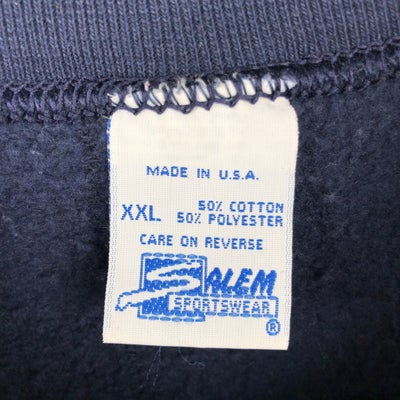 MADE IN U.S.A.
XXL 50% COTTON
50% POLYESTER
CARE ON REVERSE
SALEM
SPORTSWEAR
®